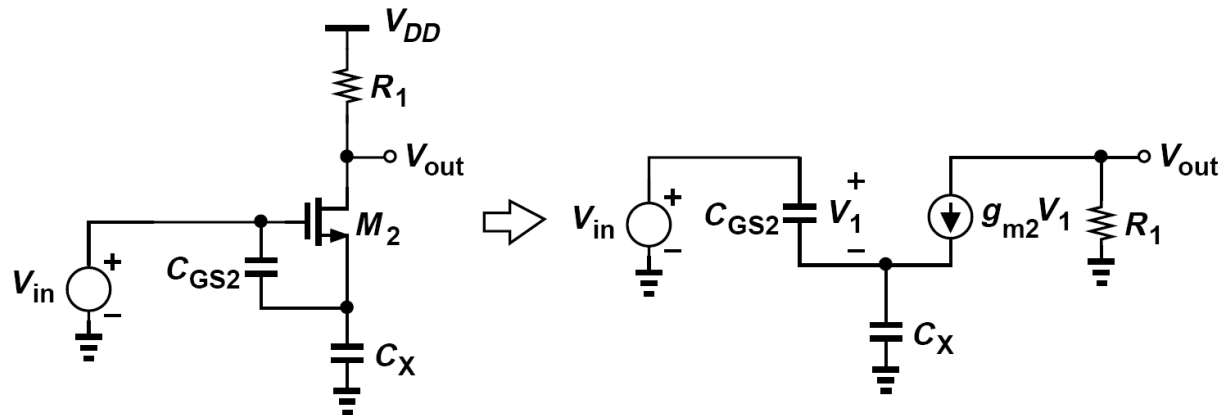 V_DD
R_1
V_out
M_2
C_GS2
V_in
+
−
C_X
V_in
+
−
C_GS2
+
V_1
−
g_m2V_1
V_out
R_1
C_X